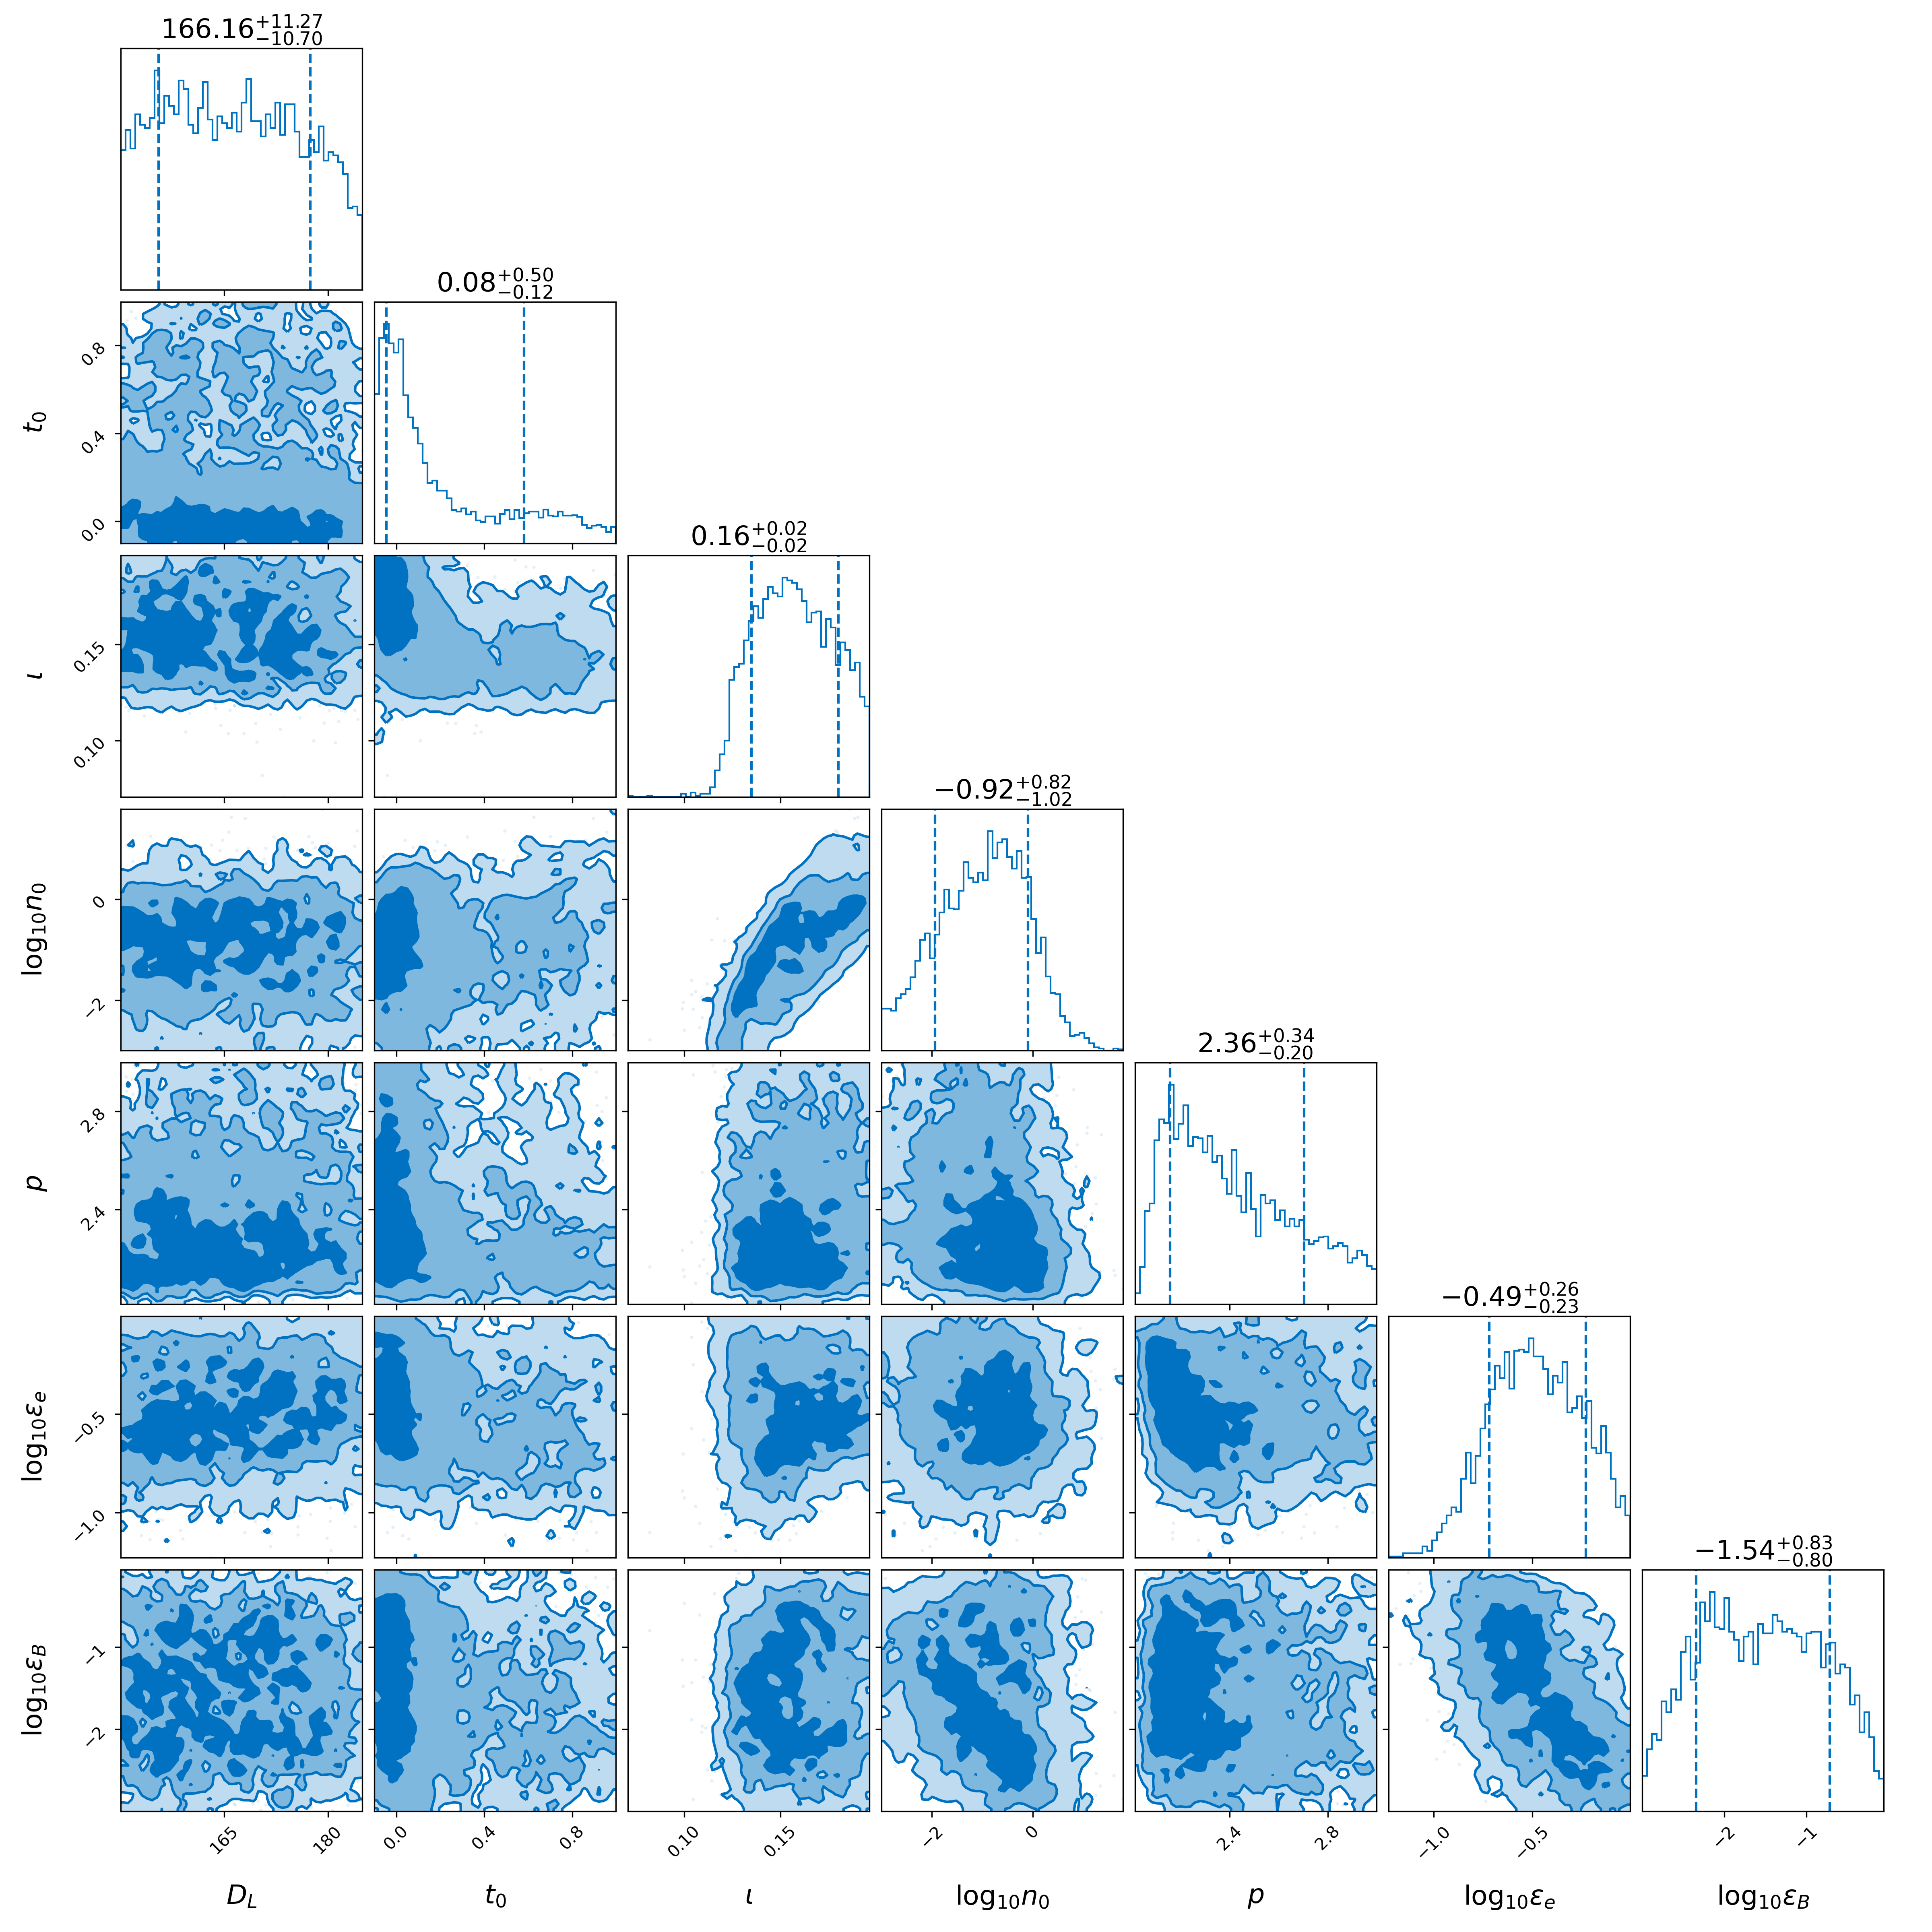 166.16+11.27−10.70
0.08+0.50−0.12
0.8
0.4
0.0
t0
0.16+0.02−0.02
0.15
0.10
ι
−0.92+0.82−1.02
0
−2
log10n0
2.36+0.34−0.20
2.8
2.4
p
−0.49+0.26−0.23
−0.5
−1.0
log10εe
−1.54+0.83−0.80
−1
−2
log10εB
165 180 0.0 0.4 0.8 0.10 0.15 −2 0 2.4 2.8 −1.0 −0.5 −2 −1
DL t0 ι log10n0 p log10εe log10εB